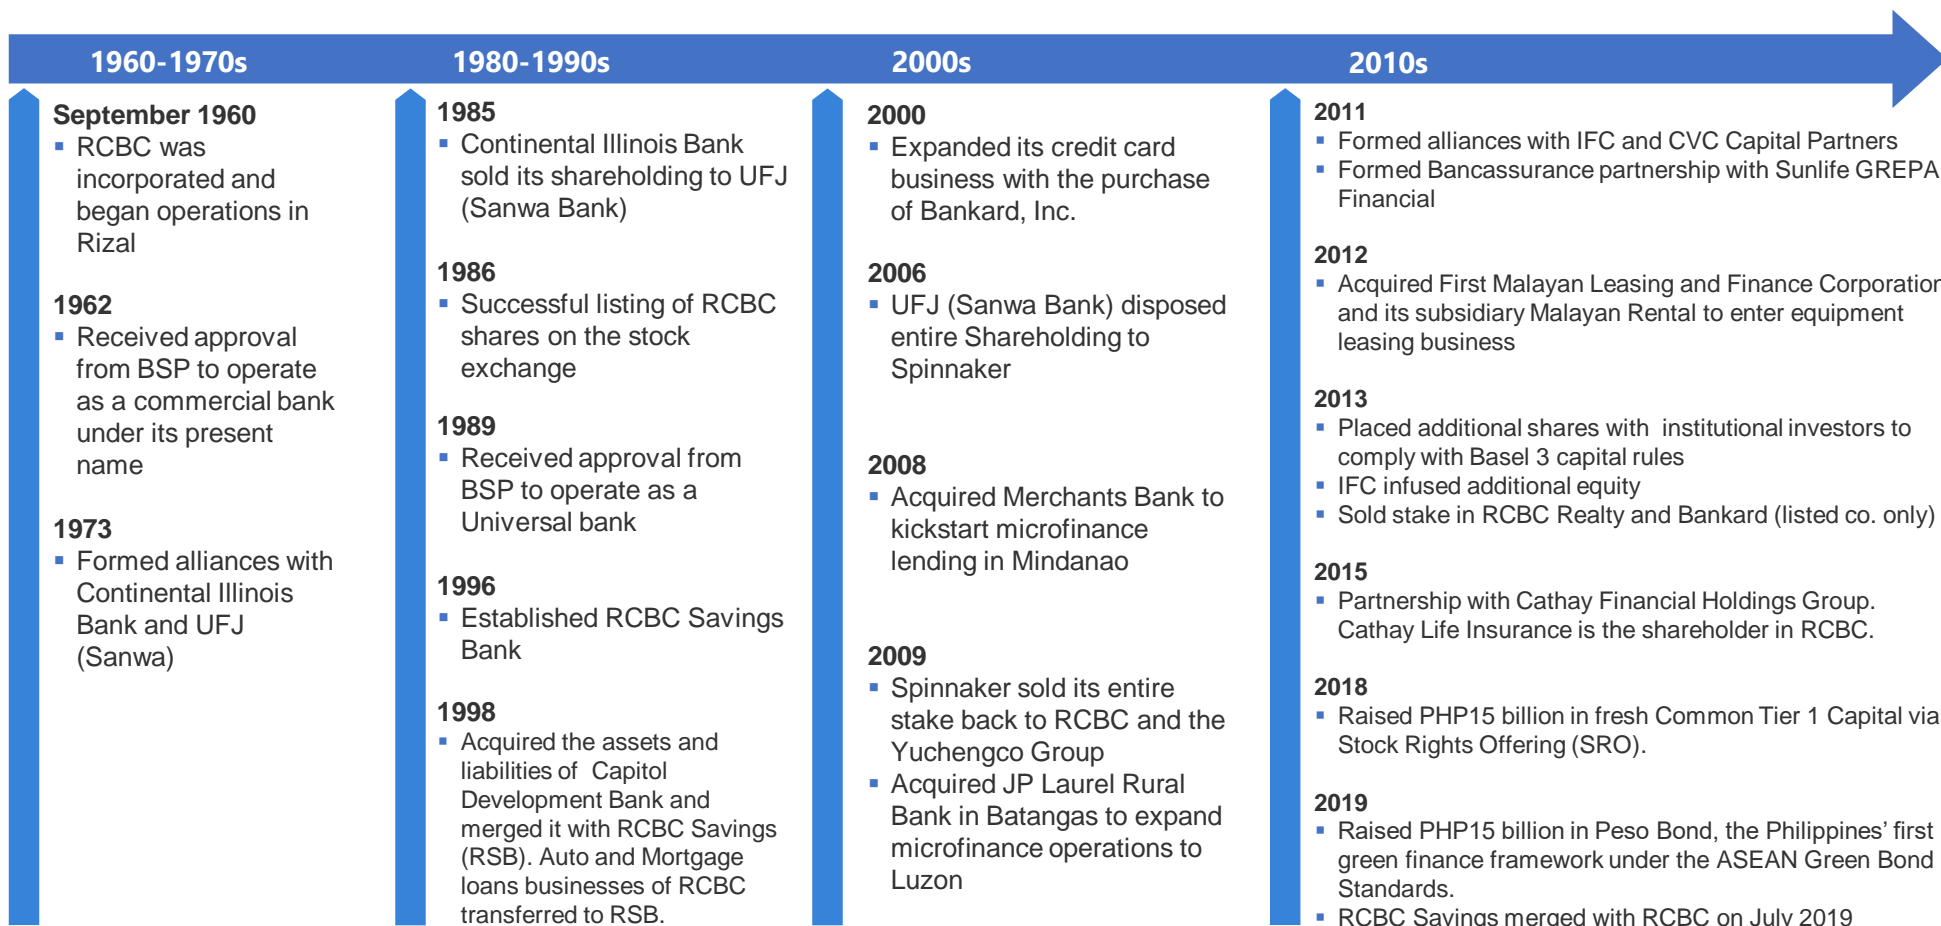 1960-1970s
1980-1990s
2000s
2010s
September 1960
▪ RCBC was
incorporated and
began operations in
Rizal
1962
▪ Received approval
from BSP to operate
as a commercial bank
under its present
name
1973
▪ Formed alliances with
Continental Illinois
Bank and UFJ
(Sanwa)
1985
▪ Continental Illinois Bank
sold its shareholding to UFJ
(Sanwa Bank)
1986
▪ Successful listing of RCBC
shares on the stock
exchange
1989
▪ Received approval from
BSP to operate as a
Universal bank
1996
▪ Established RCBC Savings
Bank
1998
▪ Acquired the assets and
liabilities of Capitol
Development Bank and
merged it with RCBC Savings
(RSB). Auto and Mortgage
loans businesses of RCBC
transferred to RSB.
2000
▪ Expanded its credit card
business with the purchase
of Bankard, Inc.
2006
▪ UFJ (Sanwa Bank) disposed
entire Shareholding to
Spinnaker
2008
▪ Acquired Merchants Bank to
kickstart microfinance
lending in Mindanao
2009
▪ Spinnaker sold its entire
stake back to RCBC and the
Yuchengco Group
▪ Acquired JP Laurel Rural
Bank in Batangas to expand
microfinance operations to
Luzon
2011
▪ Formed alliances with IFC and CVC Capital Partners
▪ Formed Bancassurance partnership with Sunlife GREPA
Financial
2012
▪ Acquired First Malayan Leasing and Finance Corporation
and its subsidiary Malayan Rental to enter equipment
leasing business
2013
▪ Placed additional shares with institutional investors to
comply with Basel 3 capital rules
▪ IFC infused additional equity
▪ Sold stake in RCBC Realty and Bankard (listed co. only)
2015
▪ Partnership with Cathay Financial Holdings Group.
Cathay Life Insurance is the shareholder in RCBC.
2018
▪ Raised PHP15 billion in fresh Common Tier 1 Capital via
Stock Rights Offering (SRO).
2019
▪ Raised PHP15 billion in Peso Bond, the Philippines’ first
green finance framework under the ASEAN Green Bond
Standards.
▪ RCBC Savings merged with RCBC on July 2019